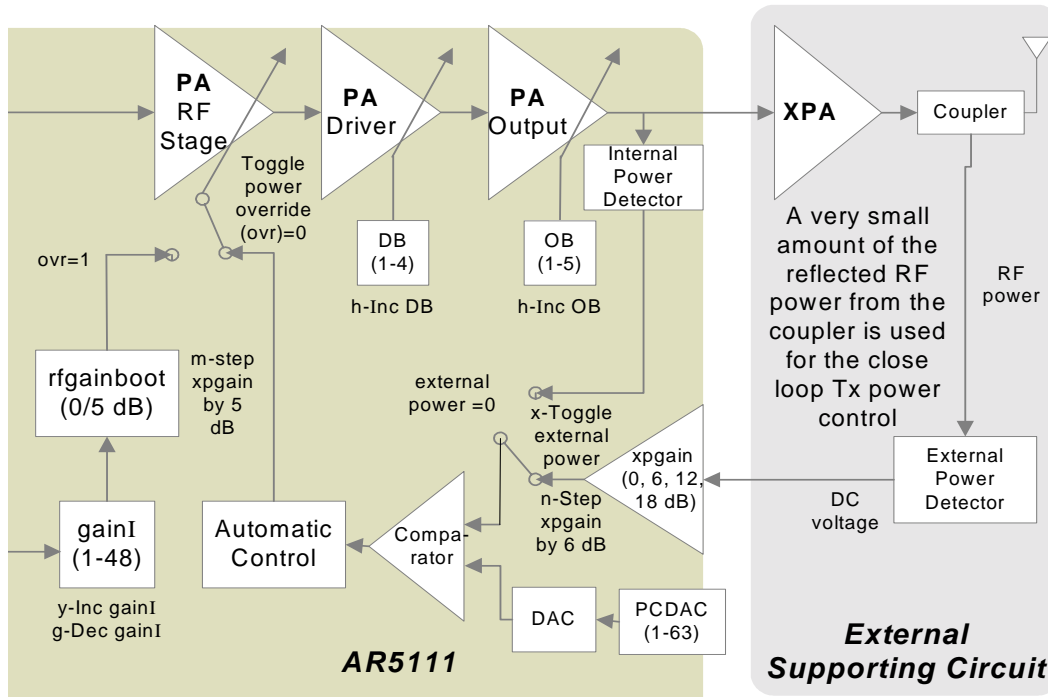 PA
RF
Stage
PA
Driver
PA
Output
XPA
Coupler
Toggle
power
override
(ovr)=0
Internal
Power
Detector
DB
(1-4)
OB
(1-5)
h-Inc DB
h-Inc OB
ovr=1
A very small
amount of the
reflected RF
power from the
coupler is used
for the close
loop Tx power
control
RF
power
rfgainboot
(0/5 dB)
m-step
xpgain
by 5
dB
external
power =0
x-Toggle
external
power
xpgain
(0, 6, 12,
18 dB)
External
Power
Detector
DC
voltage
n-Step
xpgain
by 6 dB
gainI
(1-48)
Automatic
Control
Compa-
rator
y-Inc gainI
g-Dec gainI
DAC
PCDAC
(1-63)
AR5111
External
Supporting Circuit